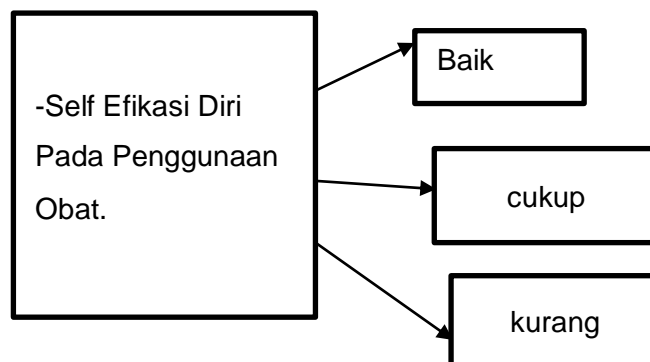 -Self Efikasi Diri
Pada Penggunaan
Obat.
Baik
cukup
kurang